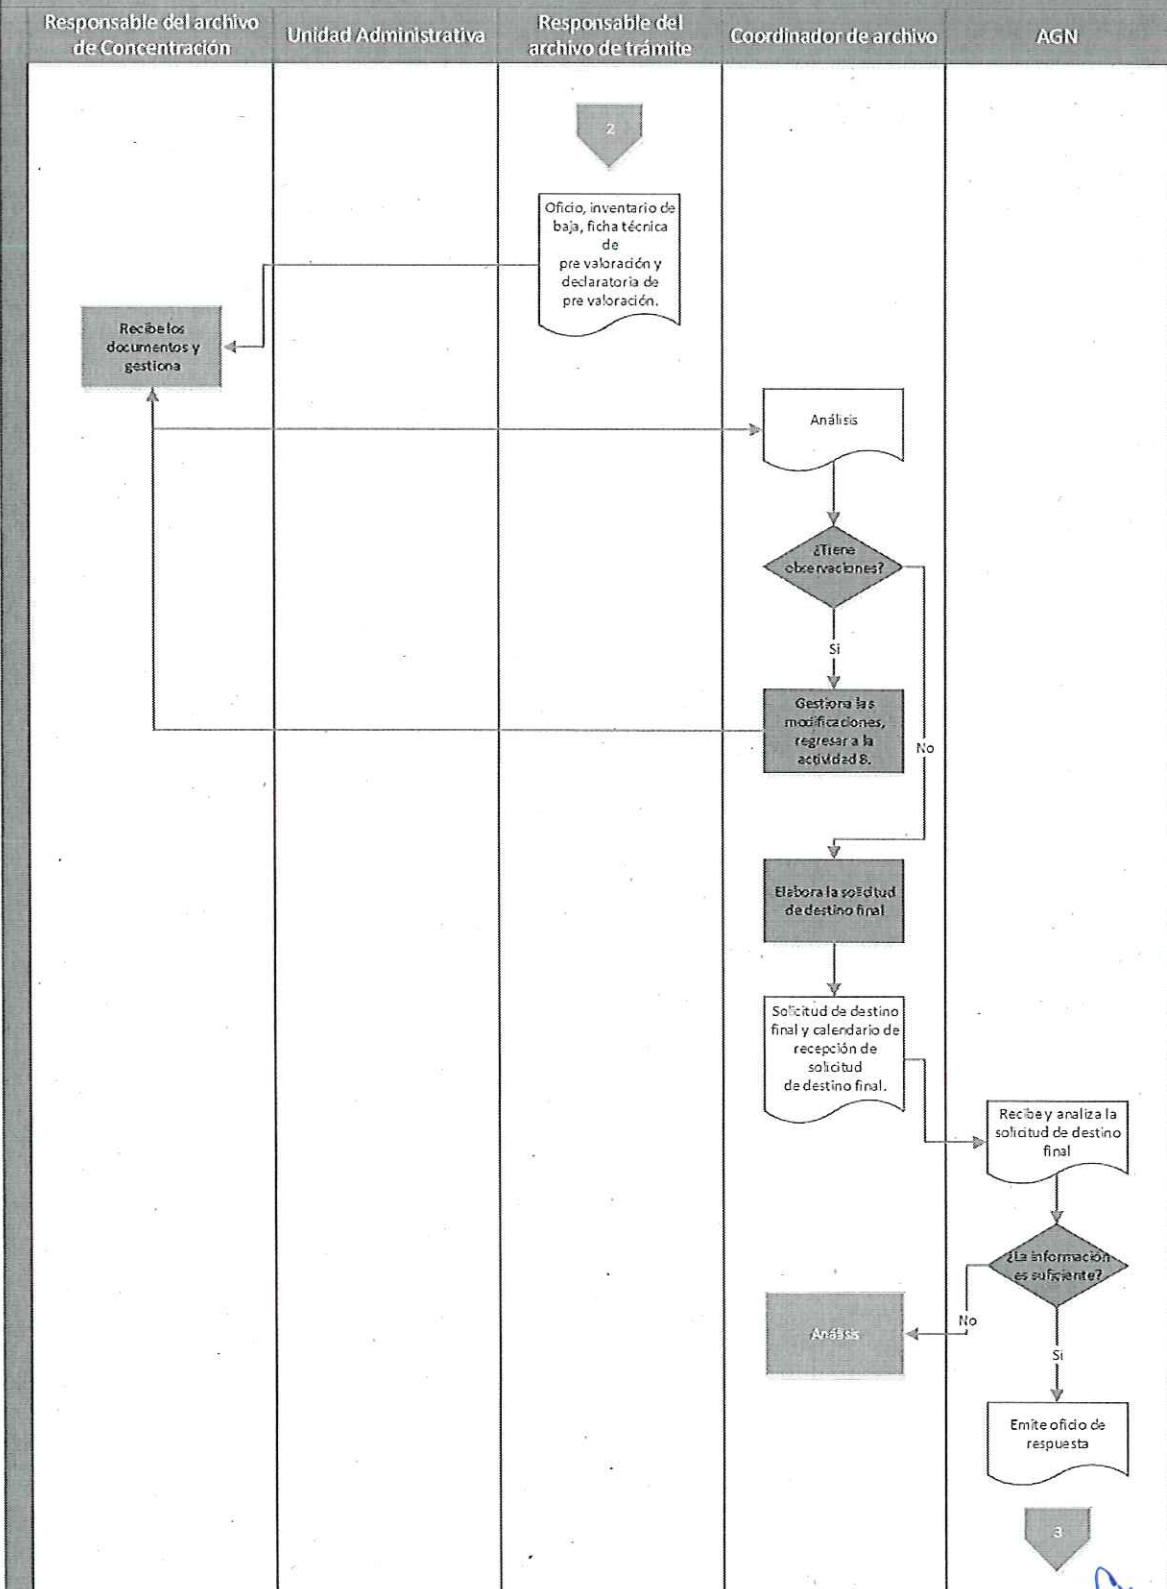 Responsable del archivo
de Concentración
Unidad Administrativa
Responsable del
archivo de trámite
Coordinador de archivo
AGN
2
Oficio, inventario de
baja, ficha técnica
de
pre valoración y
declaratoria de
pre valoración.
Recibe los
documentos y
gestiona
Análisis
¿Tiene
observaciones?
Si
Gestiona las
modificaciones,
regresar a la
actividad 8.
No
Elabora la solicitud
de destino final
Solicitud de destino
final y calendario de
recepción de
solicitud
de destino final.
Recibe y analiza la
solicitud de destino
final
¿La información
es suficiente?
No
Análisis
Si
Emite oficio de
respuesta
3